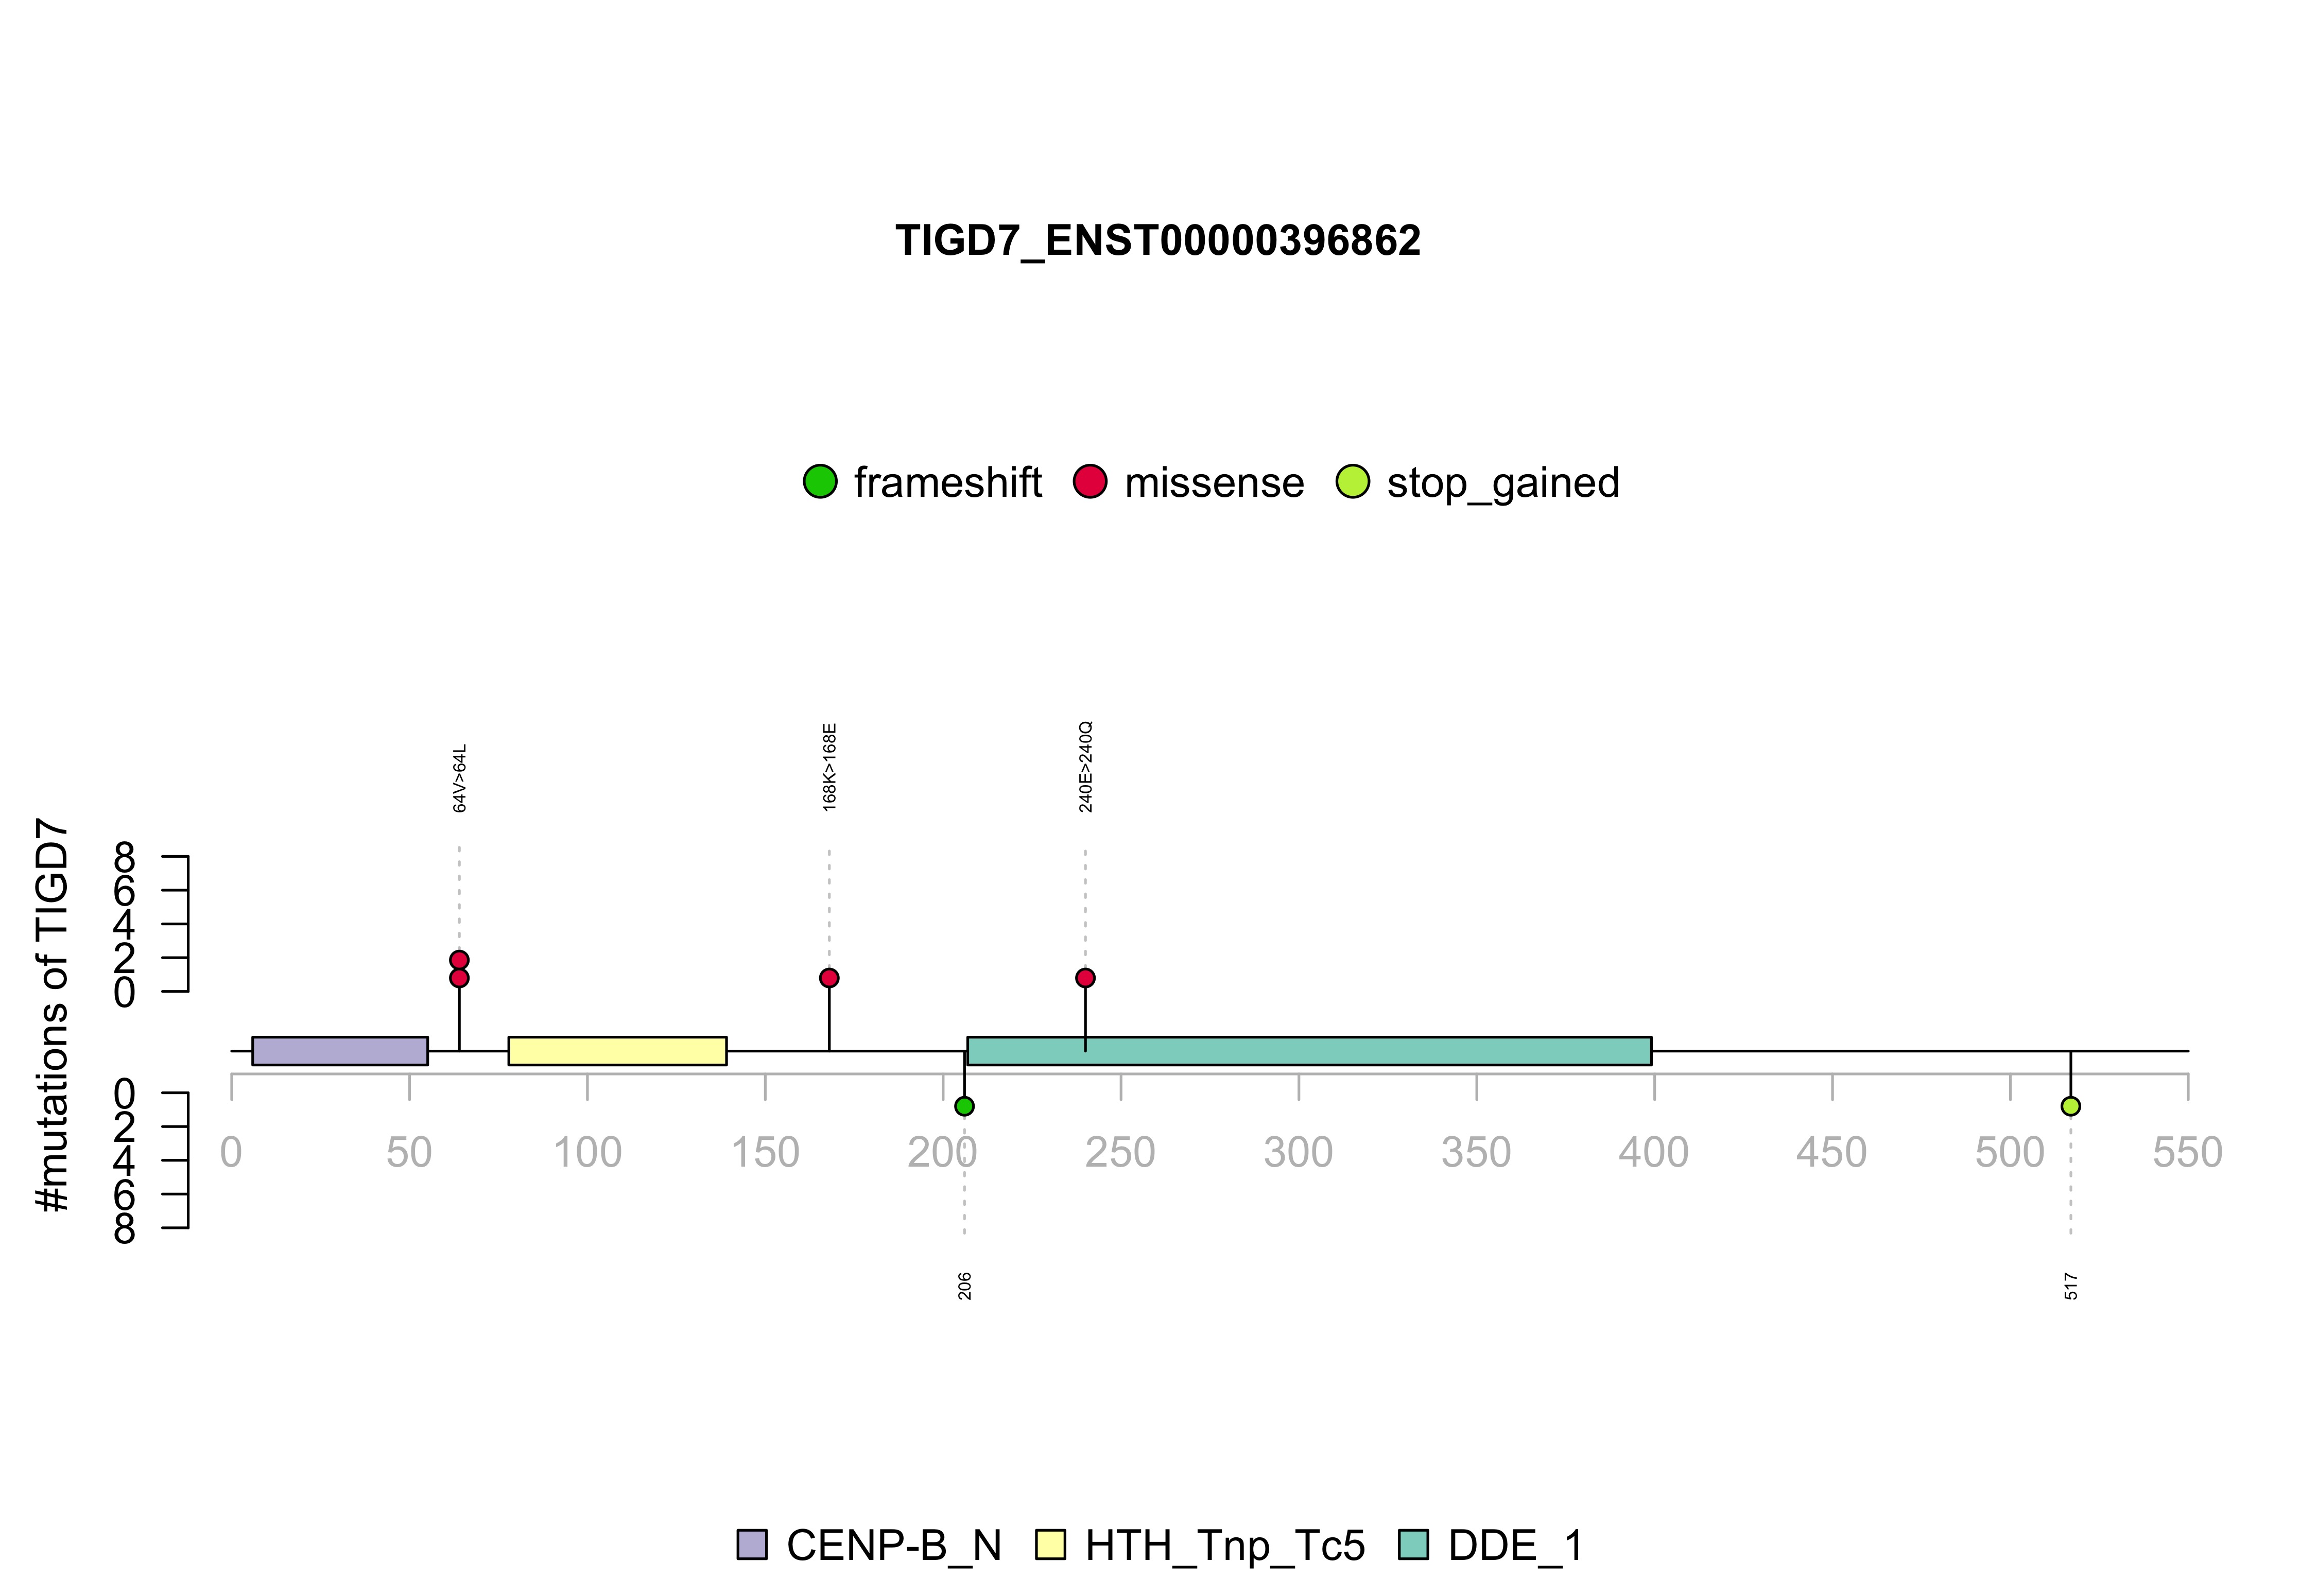 TIGD7_ENST00000396862
frameshift missense stop_gained
64V>64L
168K>168E
240E>240Q
#mutations of TIGD7
8
6
4
2
0
0
2
4
6
8
0 50 100 150 200 250 300 350 400 450 500 550
206
517
CENP-B_N HTH_Tnp_Tc5 DDE_1